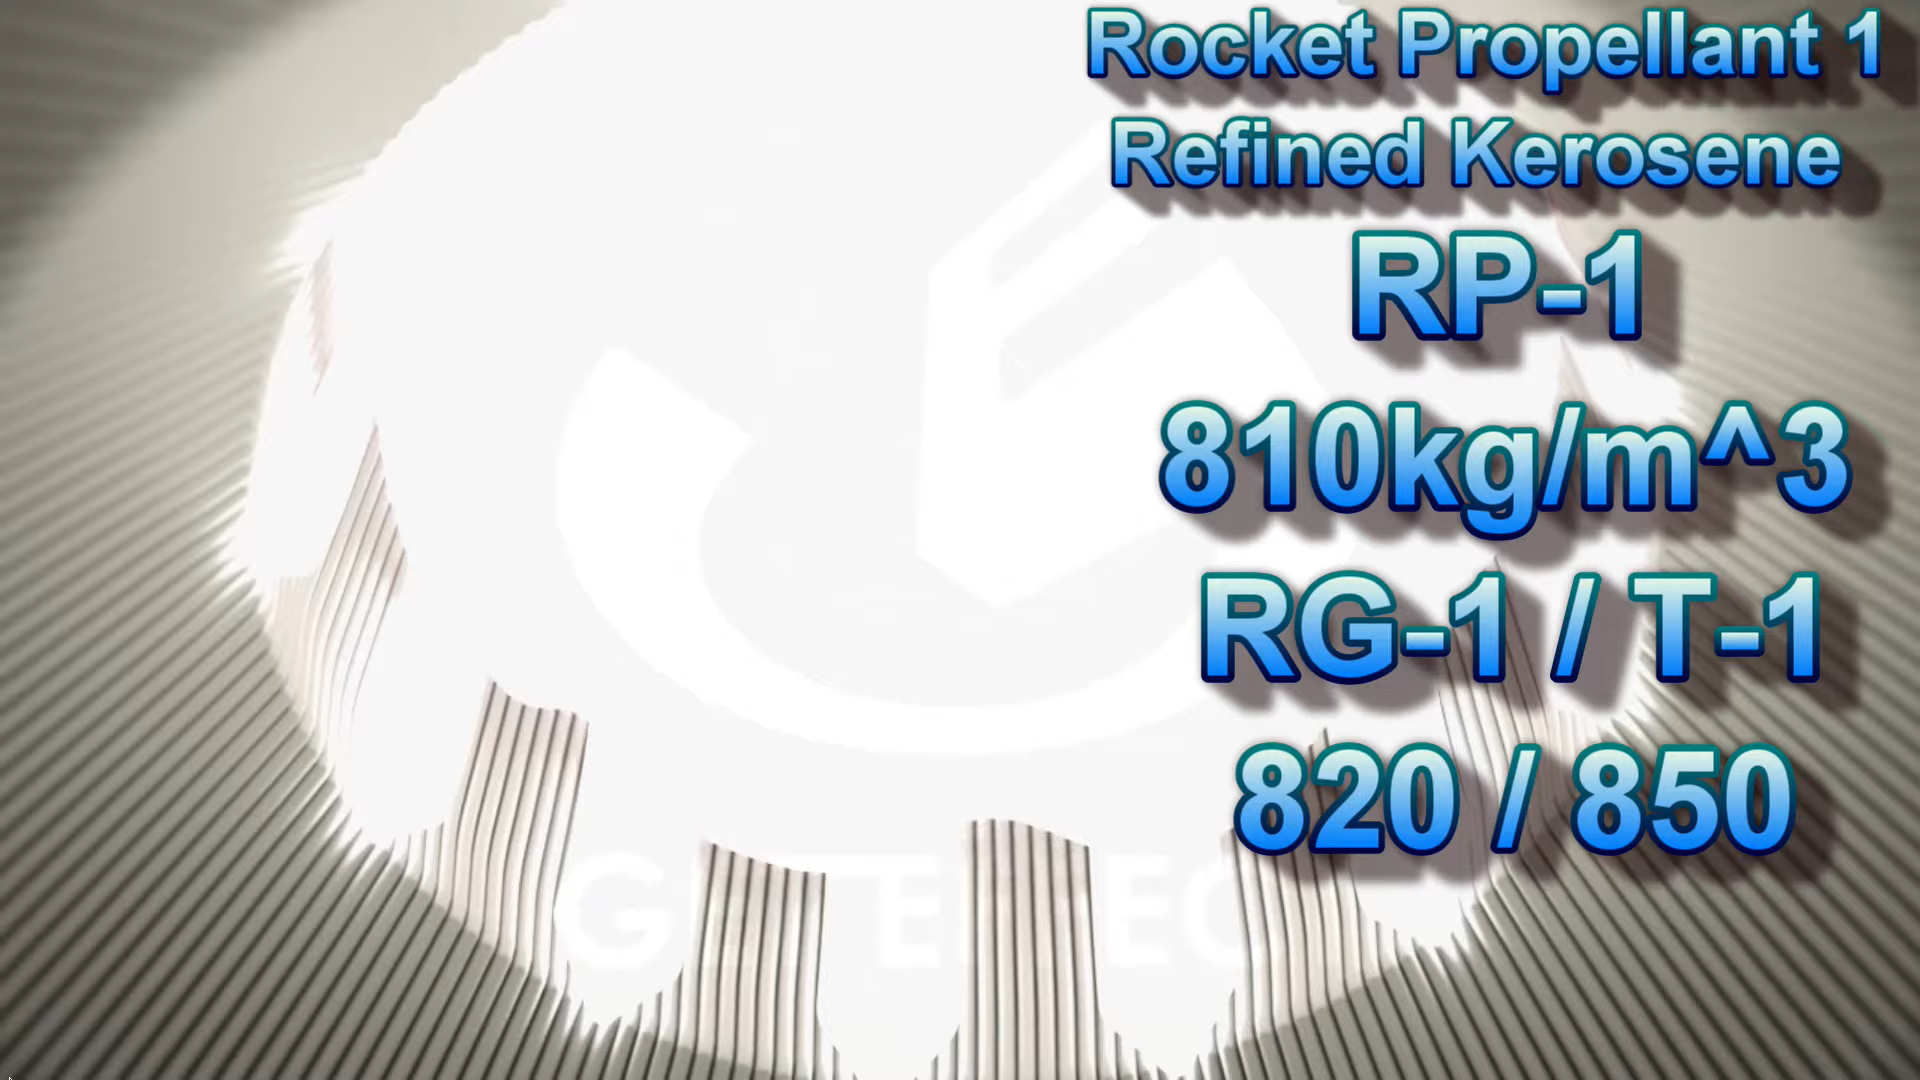 Rocket Propellant 1
Refined Kerosene
RP-1
810kg/m^3
RG-1 / T-1
820 / 850